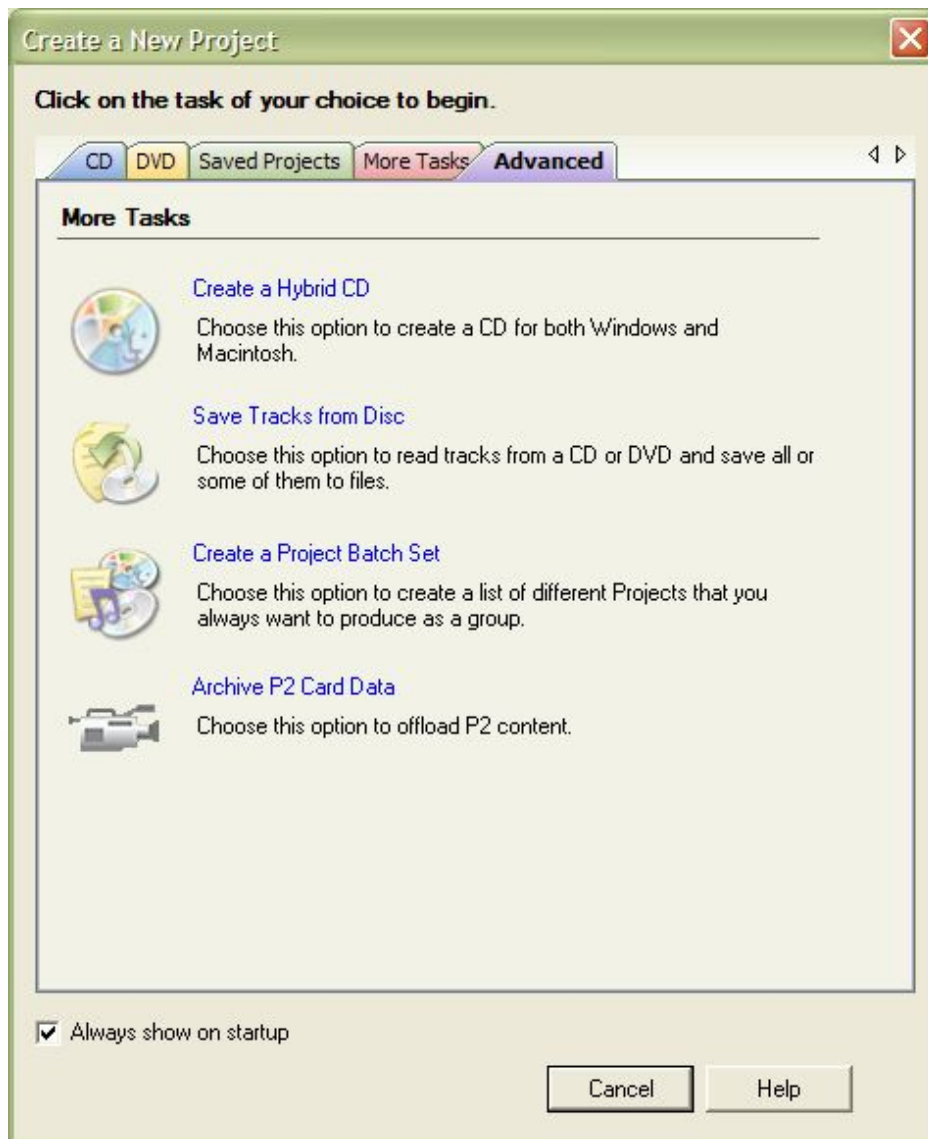 Create a New Project
Click on the task of your choice to begin.
CD DVD Saved Projects More Tasks Advanced
More Tasks
Create a Hybrid CD
Choose this option to create a CD for both Windows and
Macintosh.
Save Tracks from Disc
Choose this option to read tracks from a CD or DVD and save all or
some of them to files.
Create a Project Batch Set
Choose this option to create a list of different Projects that you
always want to produce as a group.
Archive P2 Card Data
Choose this option to offload P2 content.
Always show on startup
Cancel Help